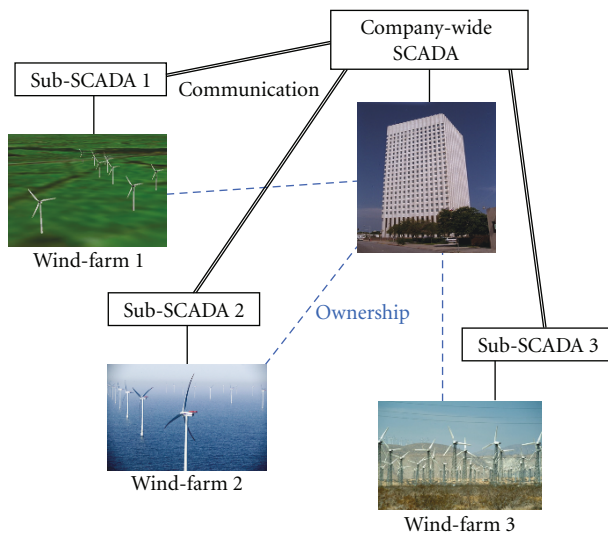 Company-wide
SCADA
Sub-SCADA 1
Communication
Wind-farm 1
Sub-SCADA 2
Ownership
Sub-SCADA 3
Wind-farm 2
Wind-farm 3